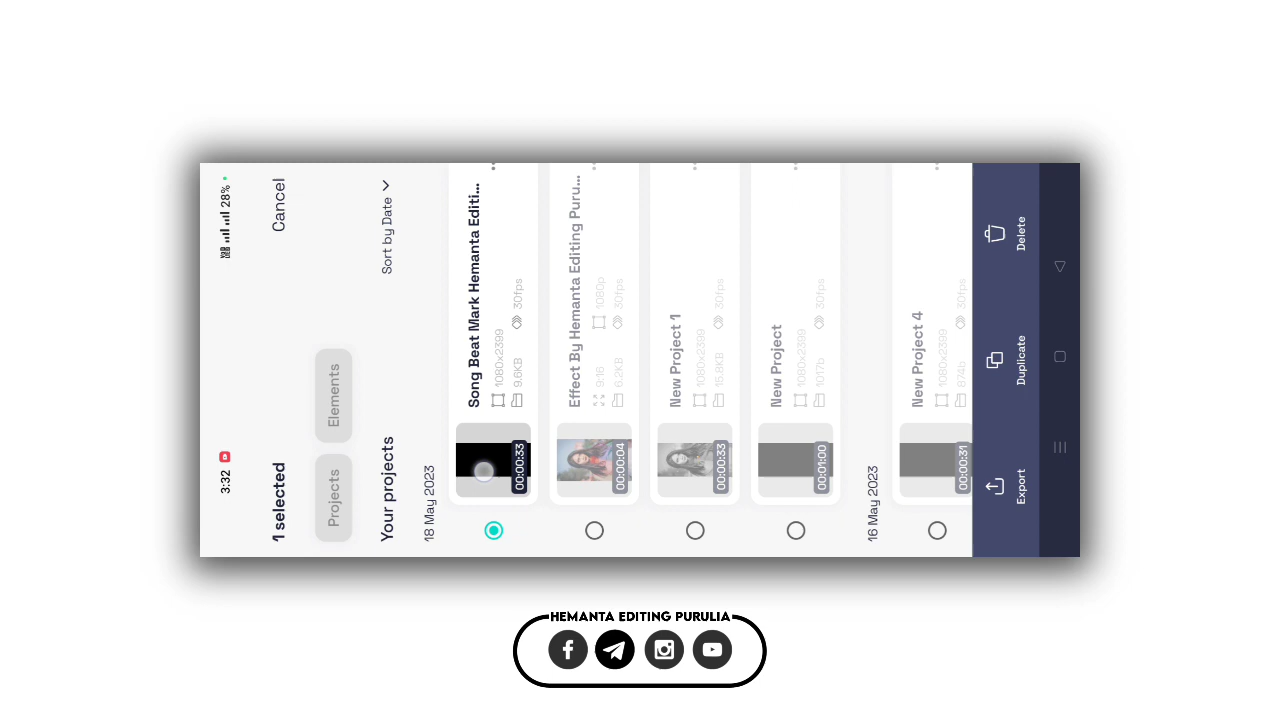 3:32 28%
1 selected Cancel
Projects Elements
Your projects Sort by Date
18 May 2023
Song Beat Mark Hemanta Editi...
1080x2399
9.6KB 30fps
00:00:33
Effect By Hemanta Editing Puru...
9:16 1080p
6.2KB 30fps
00:00:04
New Project 1
1080x2399
15.8KB 30fps
00:00:33
New Project
1080x2399
1017b 30fps
00:01:00
16 May 2023
New Project 4
1080x2399
874b 30fps
00:00:31
Export Duplicate Delete
HEMANTA EDITING PURULIA